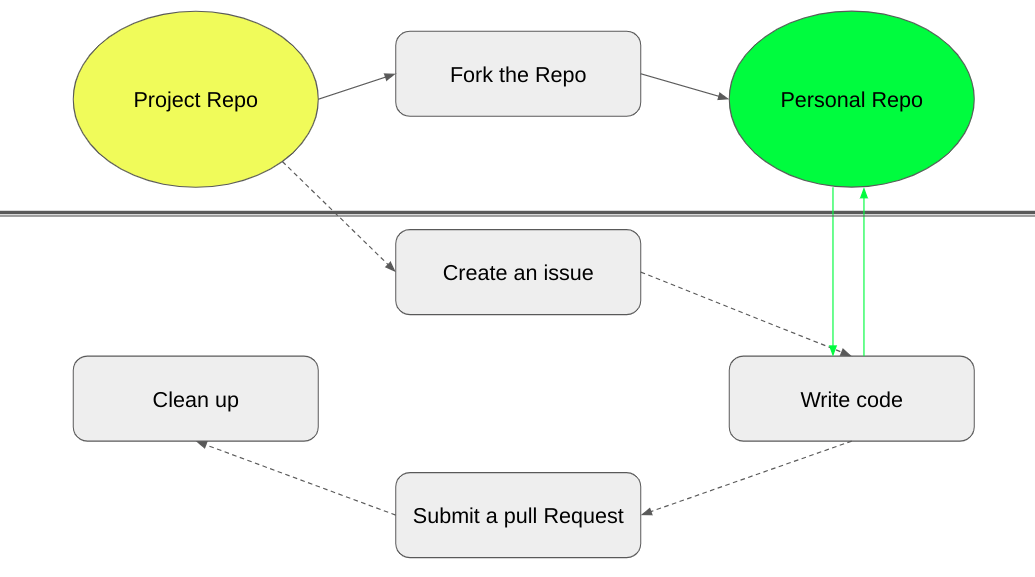 Project Repo
Fork the Repo
Personal Repo
Create an issue
Clean up
Write code
Submit a pull Request